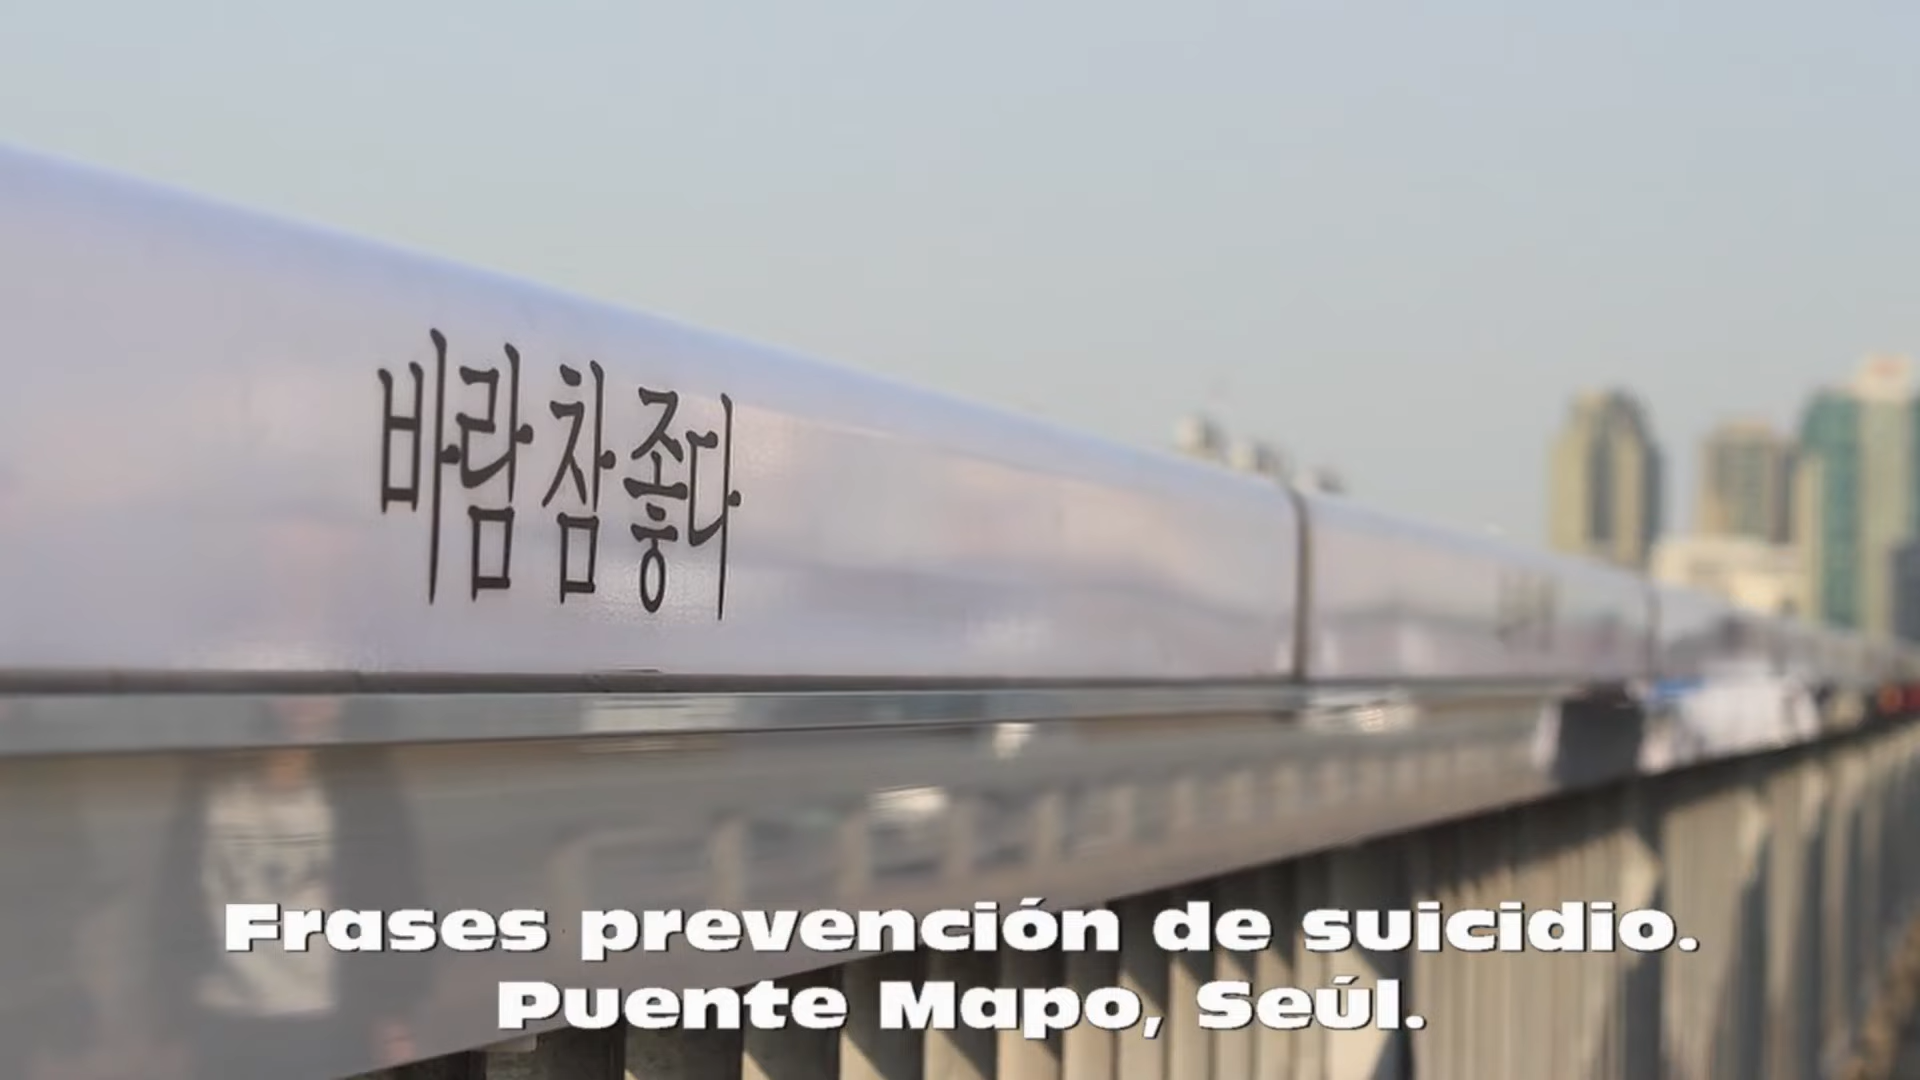 바람 참 좋다
Frases prevención de suicidio.
Puente Mapo, Seúl.